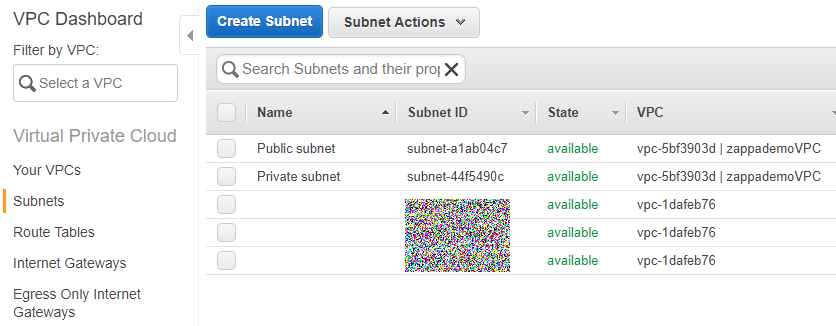 VPC Dashboard
Filter by VPC:
Select a VPC
Virtual Private Cloud
Your VPCs
Subnets
Route Tables
Internet Gateways
Egress Only Internet
Gateways
Create Subnet Subnet Actions
Search Subnets and their prop
Name Subnet ID State VPC
Public subnet subnet-a1ab04c7 available vpc-5bf3903d | zappademoVPC
Private subnet subnet-44f5490c available vpc-5bf3903d | zappademoVPC
available vpc-1dafeb76
available vpc-1dafeb76
available vpc-1dafeb76